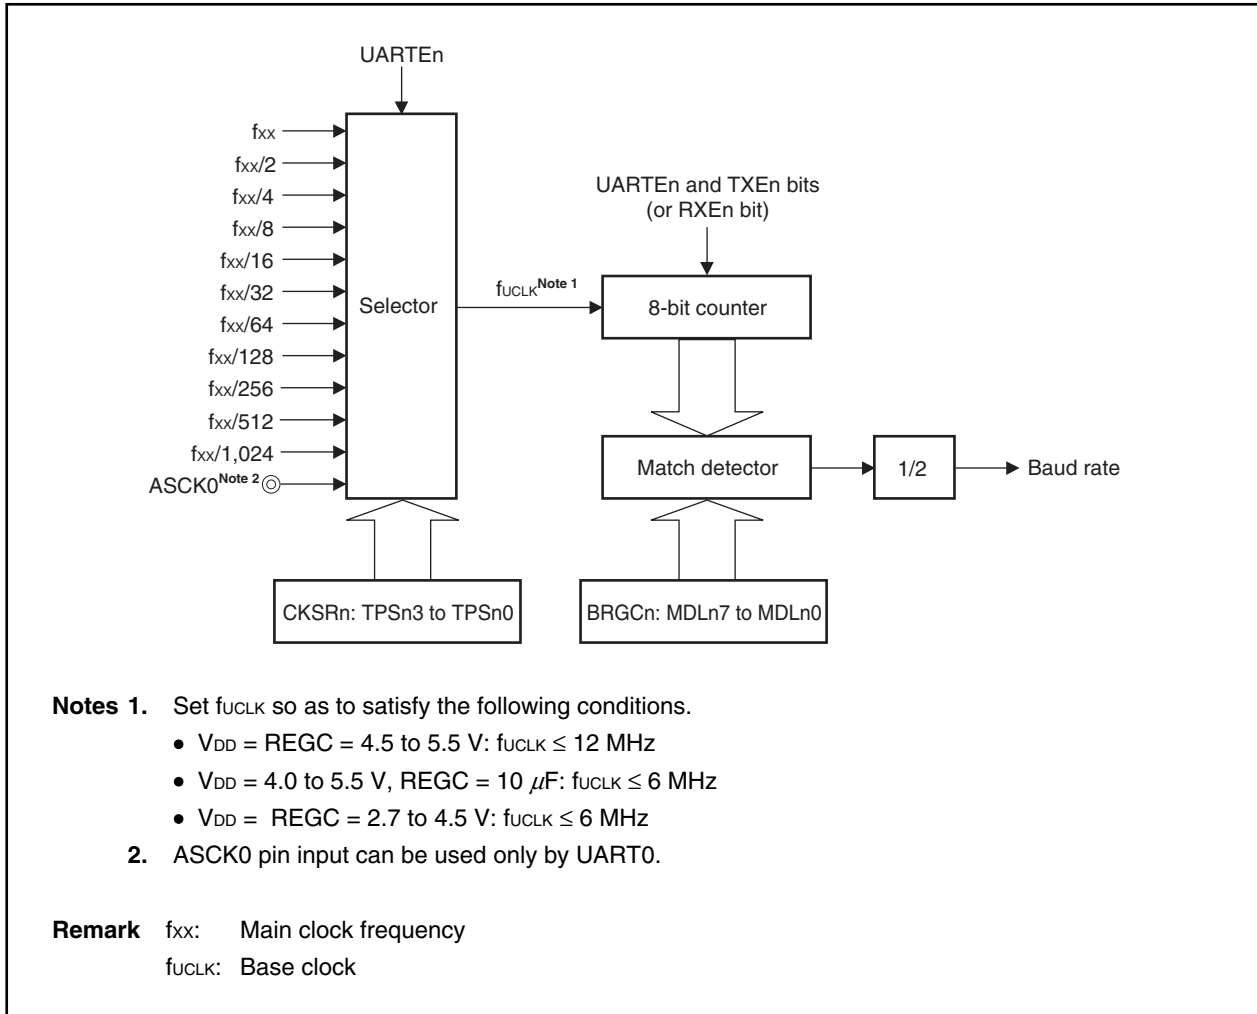 UARTEn
fxx
fxx/2
fxx/4
fxx/8
fxx/16
fxx/32
fxx/64
fxx/128
fxx/256
fxx/512
fxx/1,024
ASCK0Note 2
Selector
fUCLKNote 1
UARTEn and TXEn bits
(or RXEn bit)
8-bit counter
Match detector
1/2
Baud rate
CKSRn: TPSn3 to TPSn0
BRGCn: MDLn7 to MDLn0
Notes 1. Set fUCLK so as to satisfy the following conditions.
• VDD = REGC = 4.5 to 5.5 V: fUCLK ≤ 12 MHz
• VDD = 4.0 to 5.5 V, REGC = 10 μF: fUCLK ≤ 6 MHz
• VDD = REGC = 2.7 to 4.5 V: fUCLK ≤ 6 MHz
2. ASCK0 pin input can be used only by UART0.
Remark fxx: Main clock frequency
fUCLK: Base clock